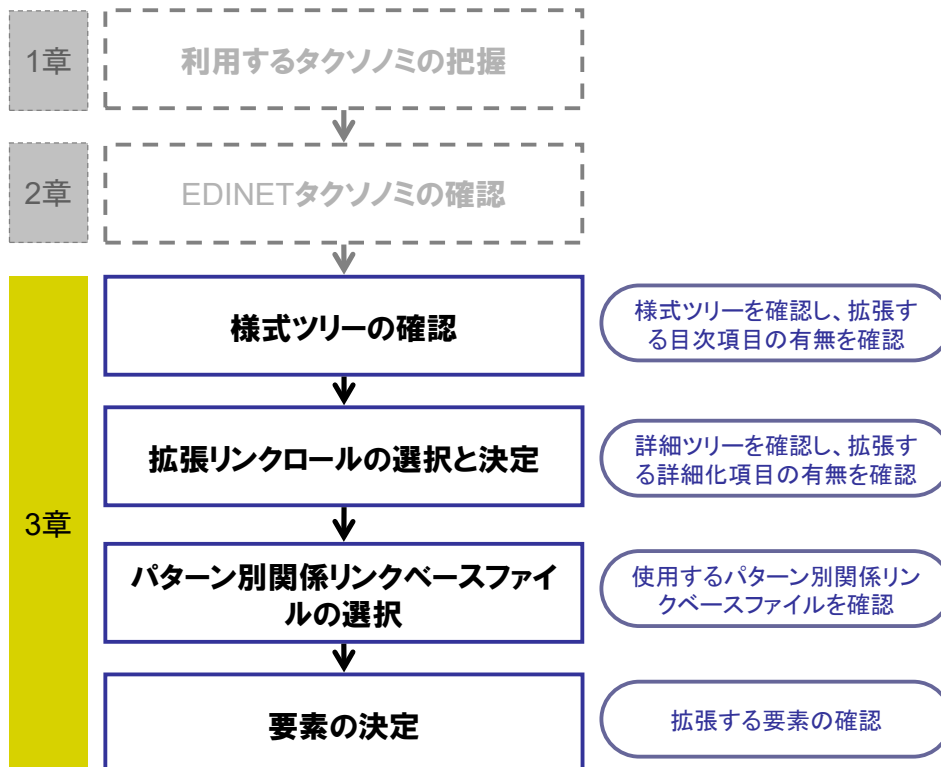 1章
利用するタクソノミの把握
2章
EDINETタクソノミの確認
3章
様式ツリーの確認
様式ツリーを確認し、拡張す
る目次項目の有無を確認
拡張リンクロールの選択と決定
詳細ツリーを確認し、拡張す
る詳細化項目の有無を確認
パターン別関係リンクベースファイ
ルの選択
使用するパターン別関係リン
クベースファイルを確認
要素の決定
拡張する要素の確認